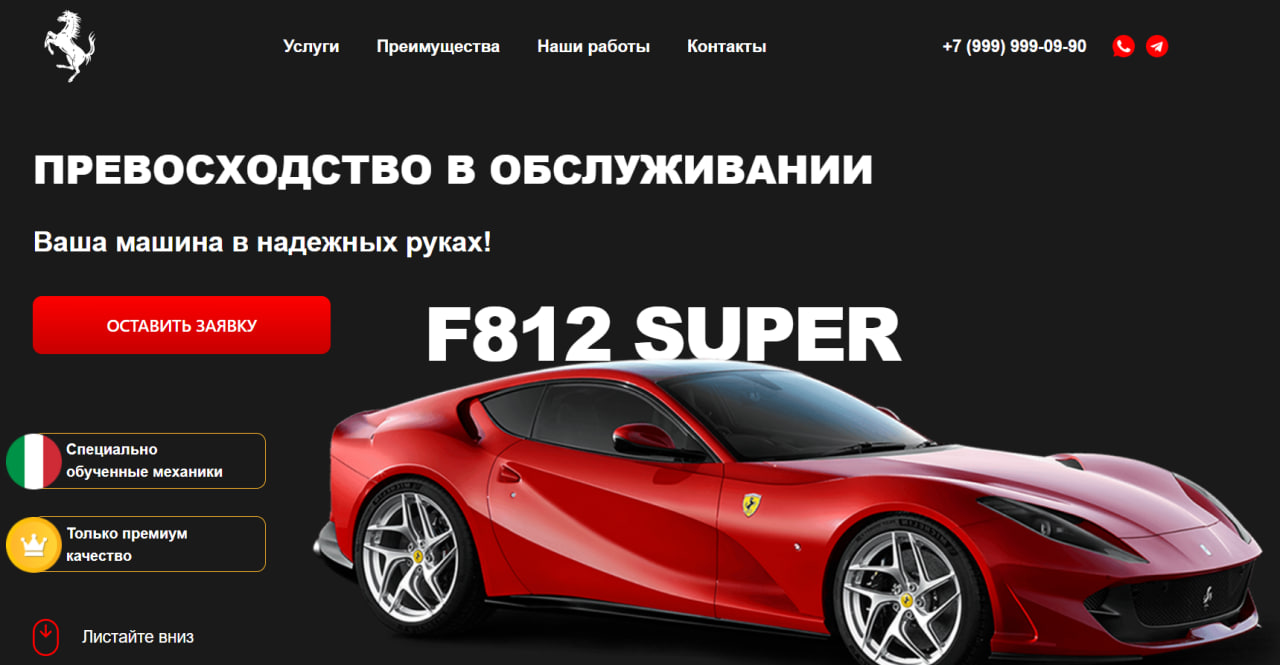 Услуги Преимущества Наши работы Контакты +7 (999) 999-09-90
ПРЕВОСХОДСТВО В ОБСЛУЖИВАНИИ
Ваша машина в надежных руках!
ОСТАВИТЬ ЗАЯВКУ
F812 SUPER
Специально
обученные механики
Только премиум
качество
Листайте вниз